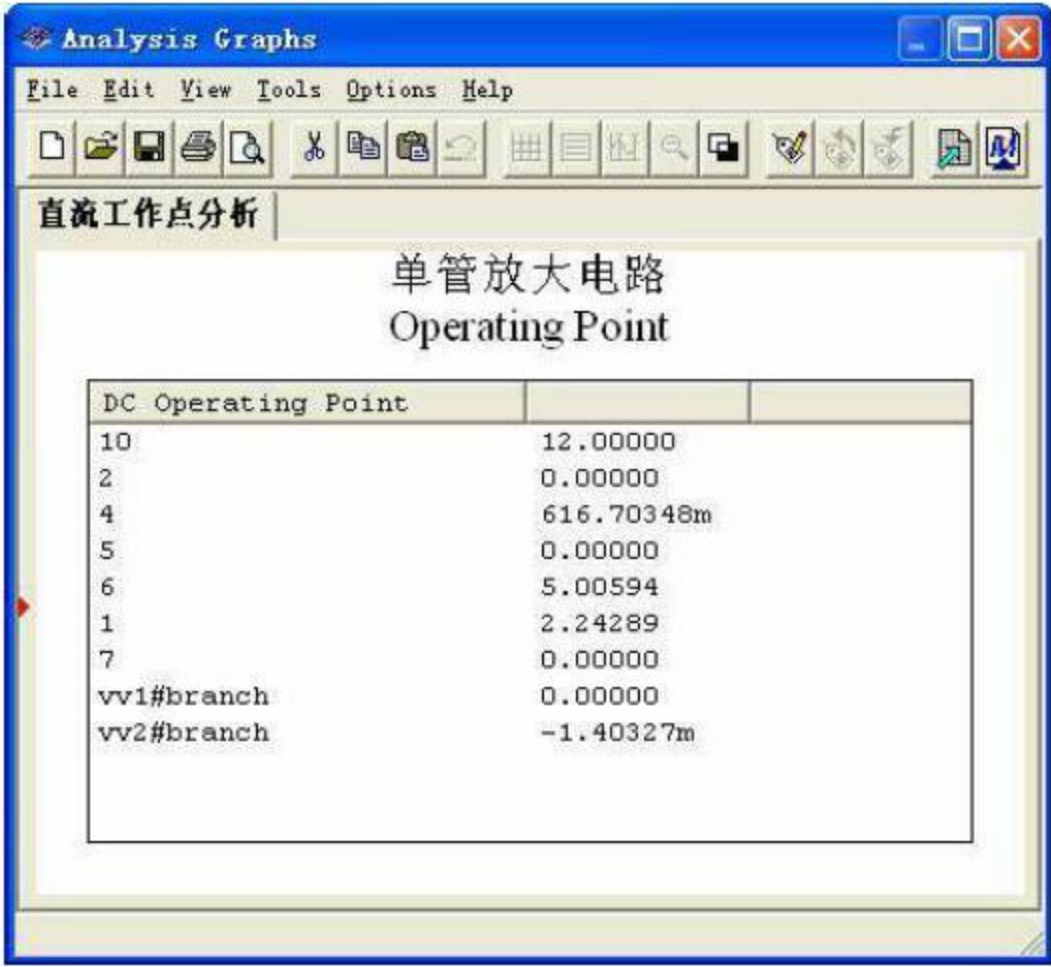 Analysis Graphs
File Edit View Tools Options Help
直流工作点分析
单管放大电路
Operating Point
DC Operating Point
10 12.00000
2 0.00000
4 616.70348m
5 0.00000
6 5.00594
1 2.24289
7 0.00000
vv1#branch 0.00000
vv2#branch -1.40327m